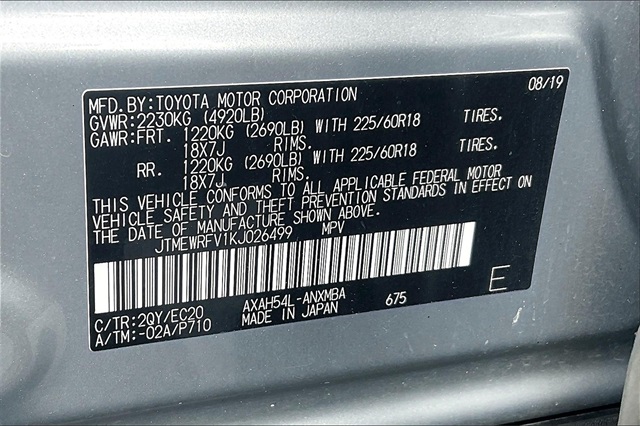 MFD.BY:TOYOTA MOTOR CORPORATION 08/19
GVWR:2230KG (4920LB)
GAWR:FRT. 1220KG (2690LB) WITH 225/60R18 TIRES.
18X7J RIMS.
RR. 1220KG (2690LB) WITH 225/60R18 TIRES.
18X7J RIMS.
THIS VEHICLE CONFORMS TO ALL APPLICABLE FEDERAL MOTOR
VEHICLE SAFETY AND THEFT PREVENTION STANDARDS IN EFFECT ON
THE DATE OF MANUFACTURE SHOWN ABOVE.
JTMEWRFV1KJ026499 MPV
C/TR:2QY/EC20 AXAH54L-ANXMBA 675 E
A/TM:-02A/P710 MADE IN JAPAN